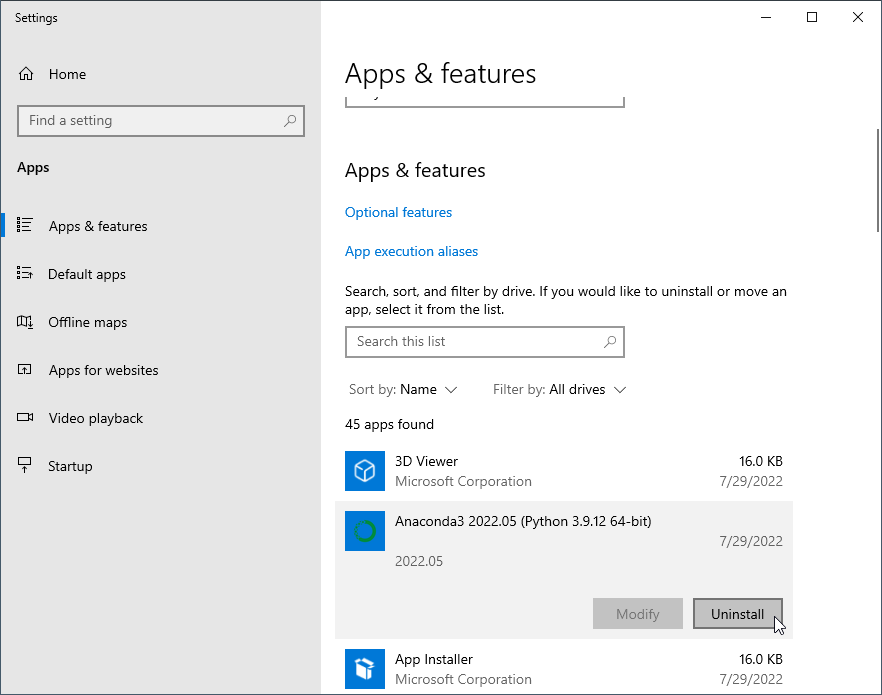 Settings
Home
Find a setting
Apps
Apps & features
Default apps
Offline maps
Apps for websites
Video playback
Startup
Apps & features
Apps & features
Optional features
App execution aliases
Search, sort, and filter by drive. If you would like to uninstall or move an
app, select it from the list.
Search this list
Sort by: Name
Filter by: All drives
45 apps found
3D Viewer
16.0 KB
Microsoft Corporation
7/29/2022
Anaconda3 2022.05 (Python 3.9.12 64-bit)
7/29/2022
2022.05
Modify
Uninstall
App Installer
16.0 KB
Microsoft Corporation
7/29/2022